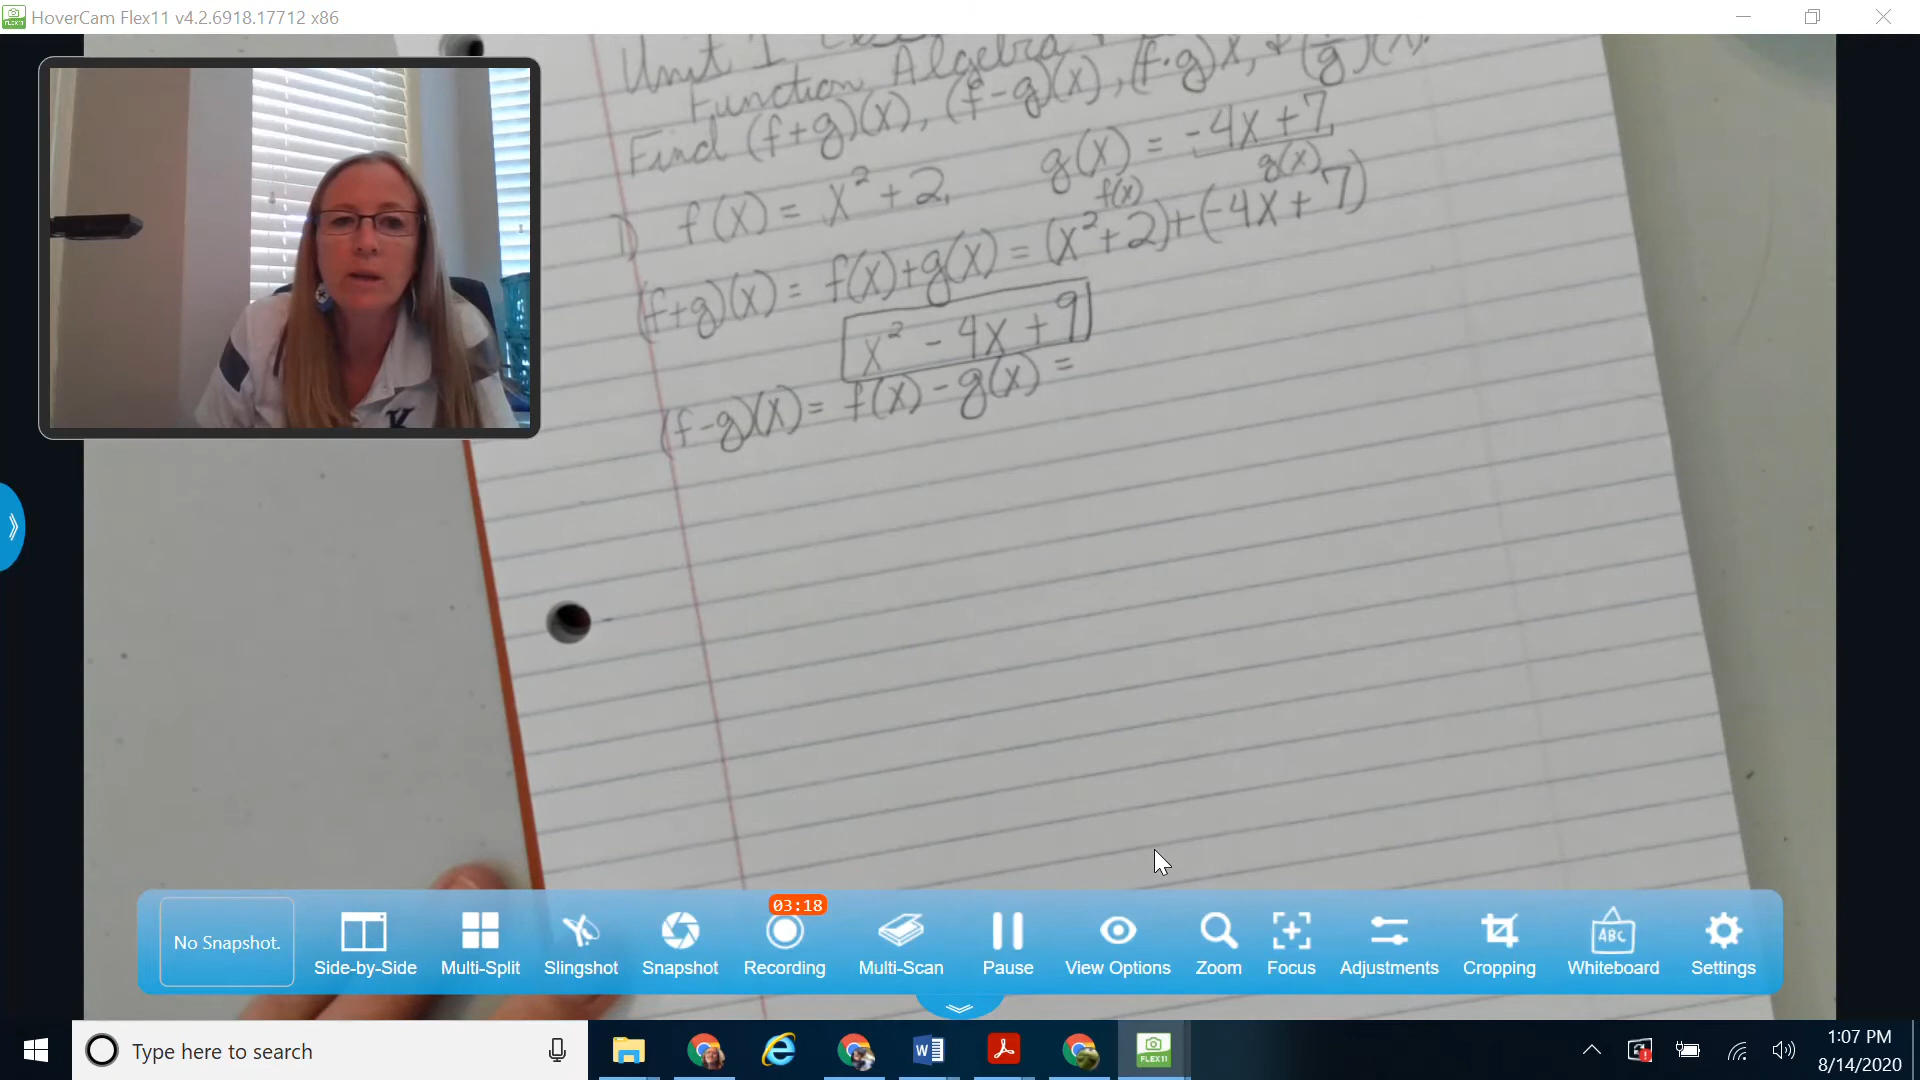 HoverCam Flex11 v4.2.6918.17712 x86
Unit 1
Function Algebra
Find (f+g)(x), (f-g)(x), (f·g)x, + (f/g)(x).
1) f(x) = x² + 2, g(x) = -4x + 7
f(x) g(x)
(f+g)(x) = f(x)+g(x) = (x²+2)+(-4x+7)
x² - 4x + 9
(f-g)(x) = f(x) - g(x) =
03:18
No Snapshot.
Side-by-Side
Multi-Split
Slingshot
Snapshot
Recording
Multi-Scan
Pause
View Options
Zoom
Focus
Adjustments
Cropping
ABC
Whiteboard
Settings
Type here to search
FLEX11
1:07 PM
8/14/2020